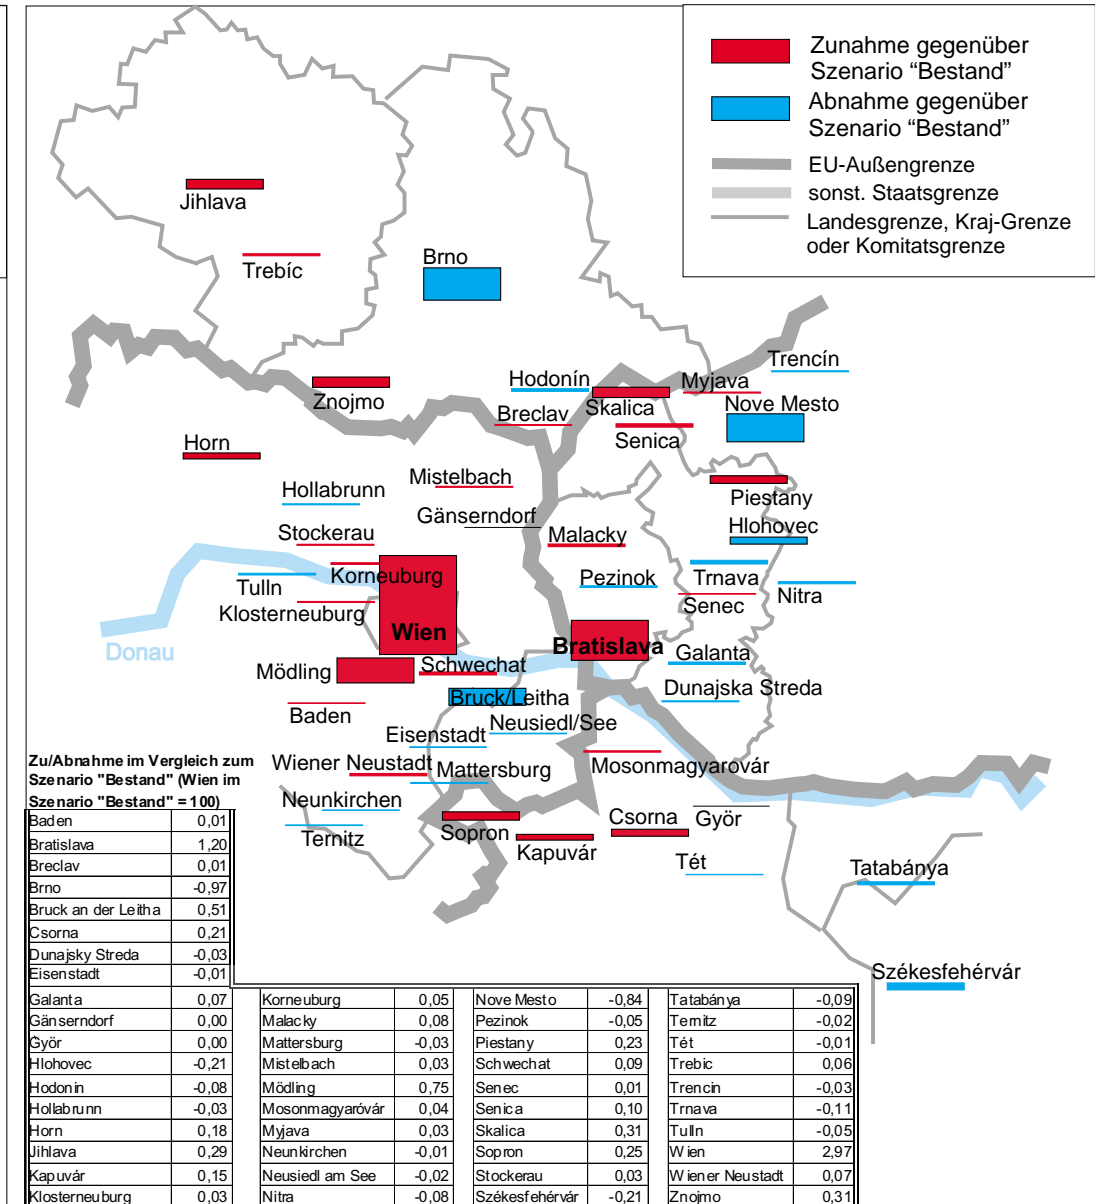 Zunahme gegenüber
Szenario “Bestand”
Abnahme gegenüber
Szenario “Bestand”
EU-Außengrenze
sonst. Staatsgrenze
Landesgrenze, Kraj-Grenze
oder Komitatsgrenze
Jihlava
Trebíc
Brno
Znojmo
Hodonín
Skalica
Myjava
Trencín
Breclav
Senica
Nove Mesto
Horn
Mistelbach
Hollabrunn
Gänserndorf
Piestany
Hlohovec
Stockerau
Malacky
Korneuburg
Tulln
Pezinok
Trnava
Nitra
Klosterneuburg
Senec
Wien
Bratislava
Donau
Galanta
Mödling
Schwechat
Bruck/Leitha
Dunajska Streda
Baden
Neusiedl/See
Eisenstadt
Wiener Neustadt
Mattersburg
Mosonmagyaróvár
Neunkirchen
Ternitz
Sopron
Kapuvár
Csorna
Györ
Tét
Tatabánya
Székesfehérvár
Zu/Abnahme im Vergleich zum
Szenario "Bestand" (Wien im
Szenario "Bestand" = 100)
Baden 0,01
Bratislava 1,20
Breclav 0,01
Brno -0,97
Bruck an der Leitha 0,51
Csorna 0,21
Dunajsky Streda -0,03
Eisenstadt -0,01
Galanta 0,07
Gänserndorf 0,00
Györ 0,00
Hlohovec -0,21
Hodonin -0,08
Hollabrunn -0,03
Horn 0,18
Jihlava 0,29
Kapuvár 0,15
Klosterneuburg 0,03
Korneuburg 0,05
Malacky 0,08
Mattersburg -0,03
Mistelbach 0,03
Mödling 0,75
Mosonmagyaróvár 0,04
Myjava 0,03
Neunkirchen -0,01
Neusiedl am See -0,02
Nitra -0,08
Nove Mesto -0,84
Pezinok -0,05
Piestany 0,23
Schwechat 0,09
Senec 0,01
Senica 0,10
Skalica 0,31
Sopron 0,25
Stockerau 0,03
Székesfehérvár -0,21
Tatabánya -0,09
Ternitz -0,02
Tét -0,01
Trebic 0,06
Trencin -0,03
Trnava -0,11
Tulln -0,05
Wien 2,97
Wiener Neustadt 0,07
Znojmo 0,31